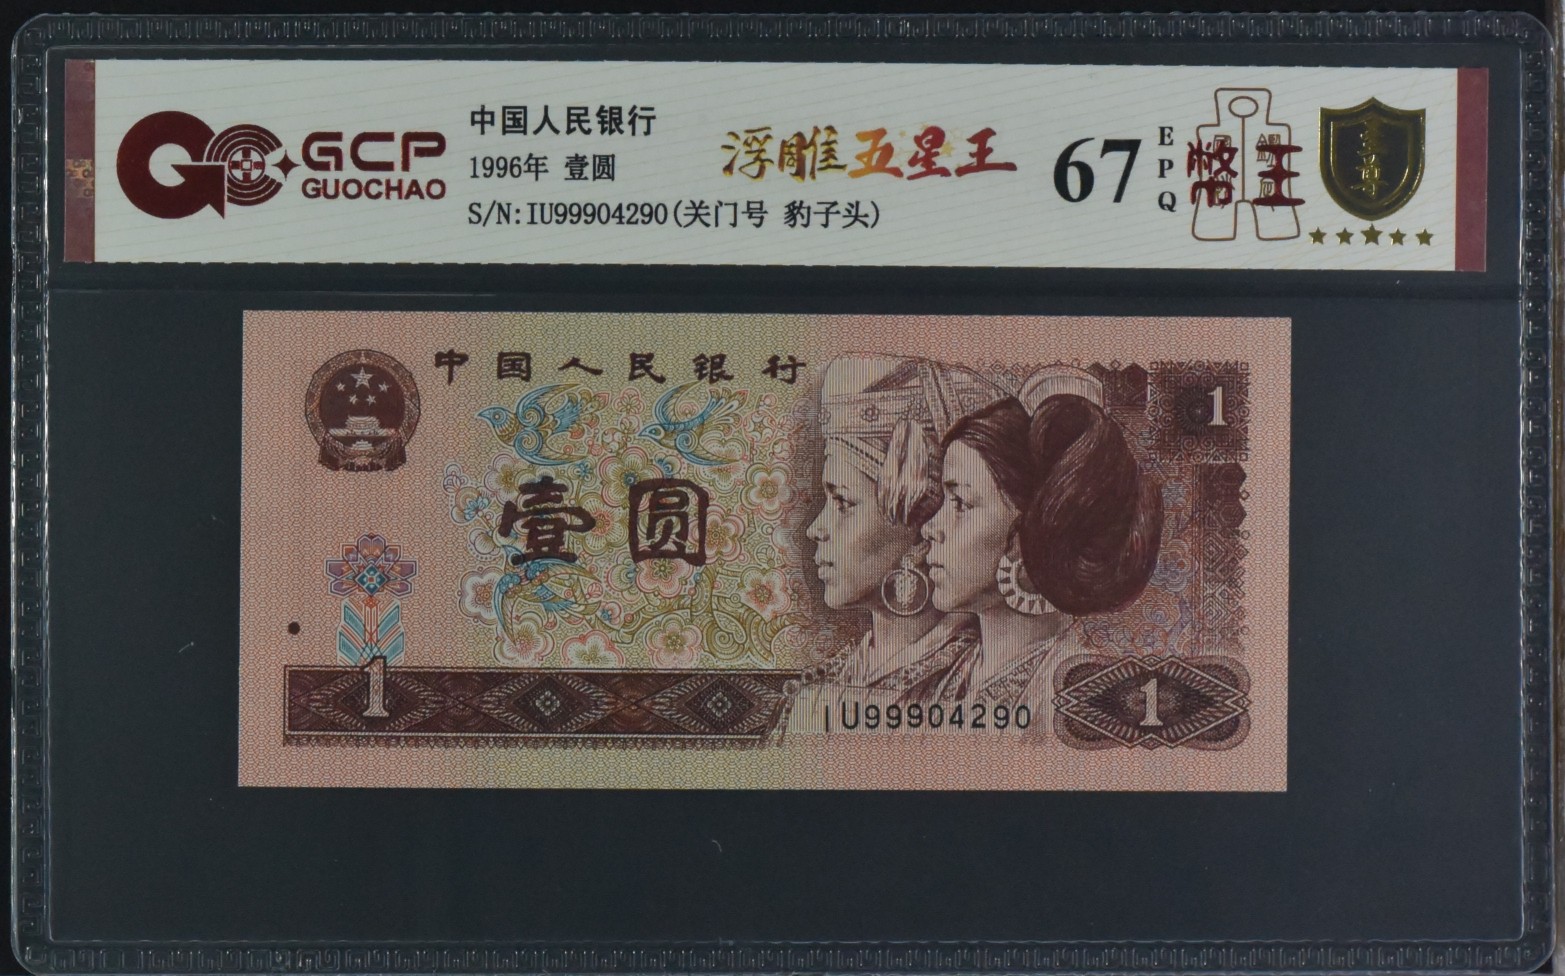 GCP
GUOCHAO
中国人民银行
1996年 壹圆
S/N:IU99904290(关门号 豹子头)
浮雕五星王
67
EPQ
至尊
中国人民银行
1
壹圆
1
IU99904290
1